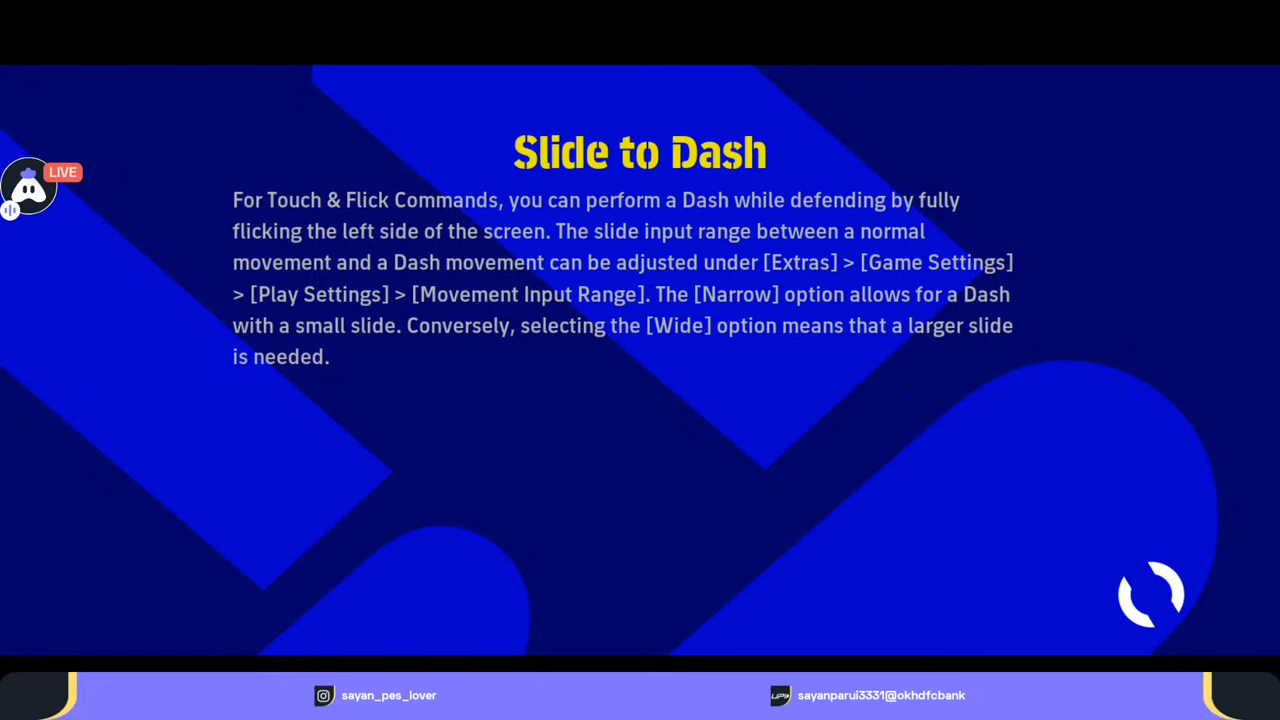 Slide to Dash
LIVE
For Touch & Flick Commands, you can perform a Dash while defending by fully
flicking the left side of the screen. The slide input range between a normal
movement and a Dash movement can be adjusted under [Extras] > [Game Settings]
> [Play Settings] > [Movement Input Range]. The [Narrow] option allows for a Dash
with a small slide. Conversely, selecting the [Wide] option means that a larger slide
is needed.
sayan_pes_lover
UPI
sayanparui3331@okhdfcbank